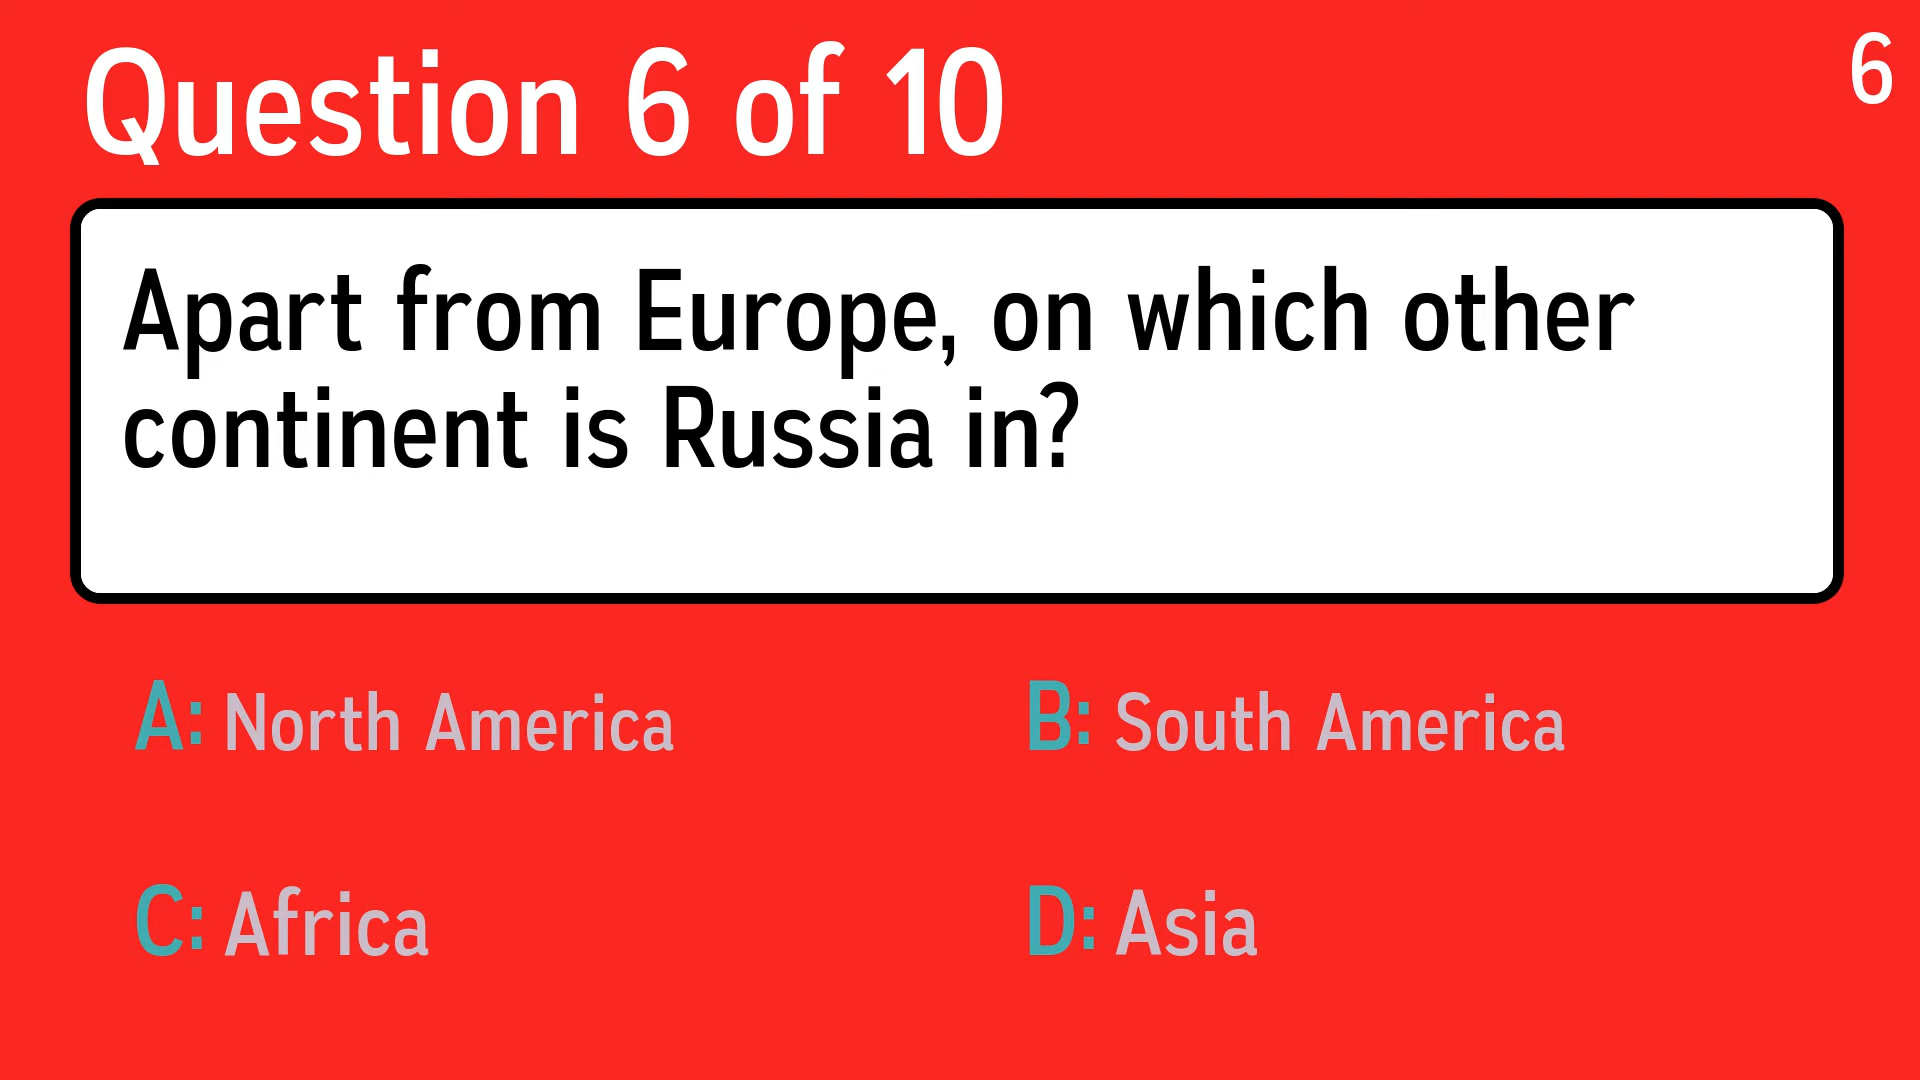 Question 6 of 10
6
Apart from Europe, on which other
continent is Russia in?
A: North America
B: South America
C: Africa
D: Asia